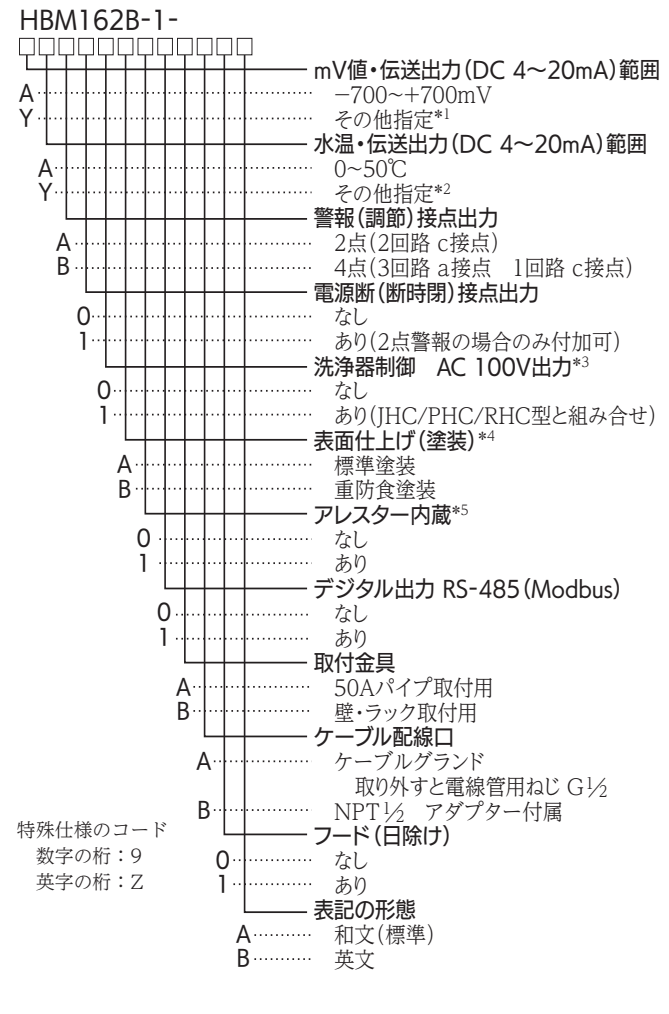 HBM162B-1-
□□□□□□□□□□□□
mV値・伝送出力（DC 4～20mA）範囲
A −700～+700mV
Y その他指定*1
水温・伝送出力（DC 4～20mA）範囲
A 0~50℃
Y その他指定*2
警報（調節）接点出力
A 2点（2回路 c接点）
B 4点（3回路 a接点　1回路 c接点）
電源断（断時閉）接点出力
0 なし
1 あり（2点警報の場合のみ付加可）
洗浄器制御　AC 100V出力*3
0 なし
1 あり（JHC/PHC/RHC型と組み合せ）
表面仕上げ（塗装）*4
A 標準塗装
B 重防食塗装
アレスター内蔵*5
0 なし
1 あり
デジタル出力 RS-485（Modbus）
0 なし
1 あり
取付金具
A 50Aパイプ取付用
B 壁・ラック取付用
ケーブル配線口
A ケーブルグランド
取り外すと電線管用ねじ G½
B NPT½　アダプター付属
フード（日除け）
0 なし
1 あり
表記の形態
A 和文（標準）
B 英文
特殊仕様のコード
数字の桁：9
英字の桁：Z